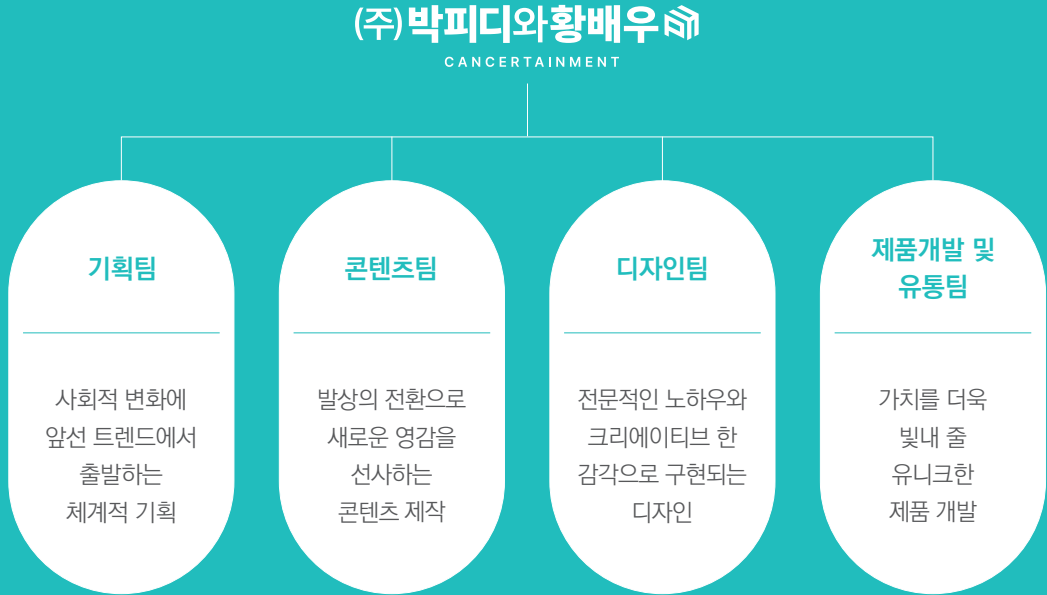 (주)박피디와황배우
CANCERTAINMENT
기획팀
사회적 변화에
앞선 트렌드에서
출발하는
체계적 기획
콘텐츠팀
발상의 전환으로
새로운 영감을
선사하는
콘텐츠 제작
디자인팀
전문적인 노하우와
크리에이티브 한
감각으로 구현되는
디자인
제품개발 및
유통팀
가치를 더욱
빛내 줄
유니크한
제품 개발